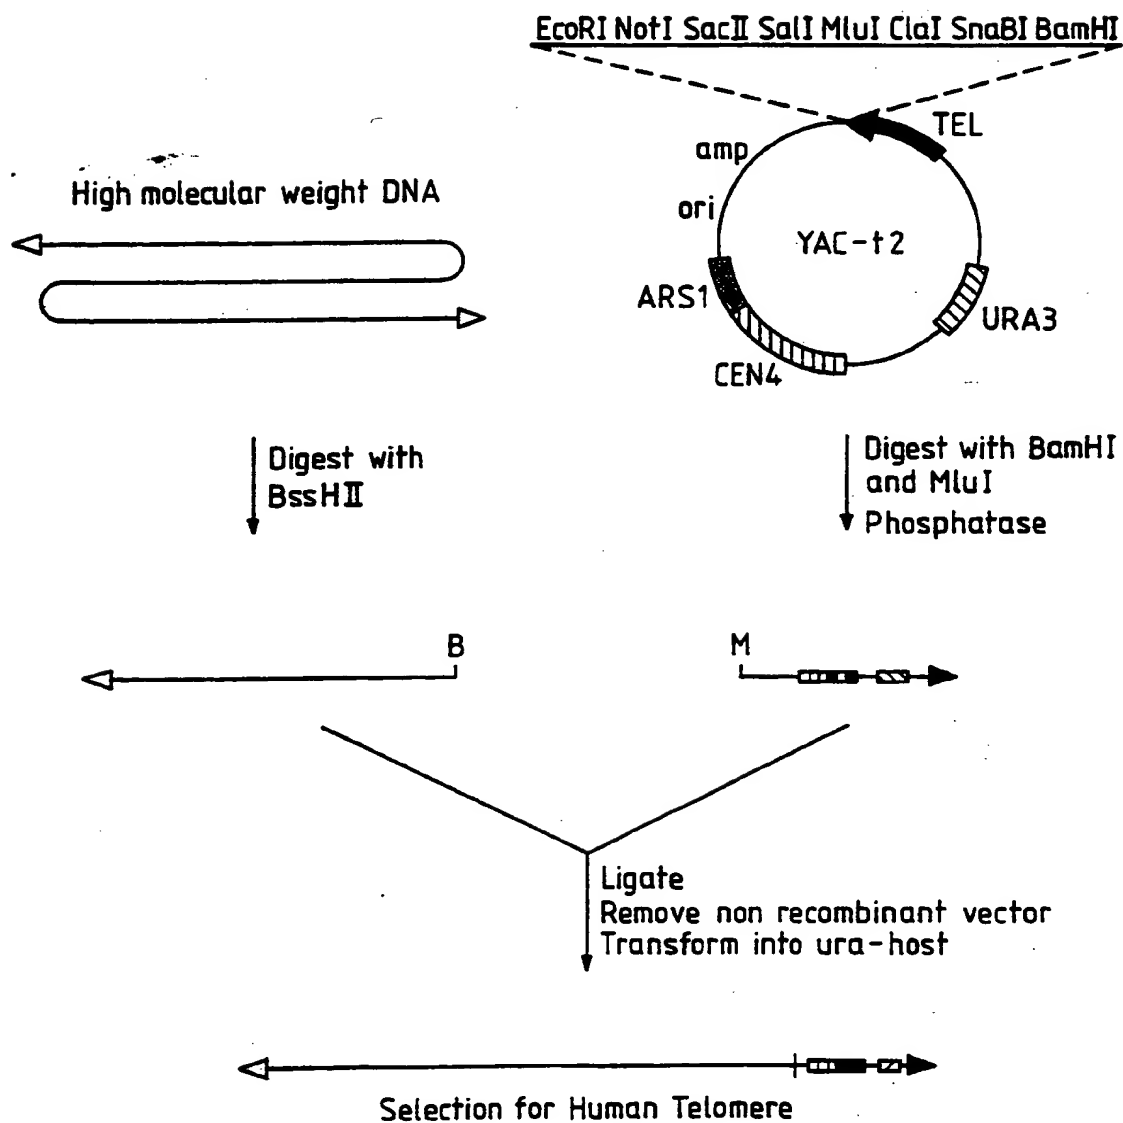 EcoRI NotI SacII SalI MluI ClaI SnaBI BamHI
TEL
amp
ori
YAC-t2
ARS1
URA3
CEN4
High molecular weight DNA
Digest with
BssHII
Digest with BamHI
and MluI
Phosphatase
B
M
Ligate
Remove non recombinant vector
Transform into ura-host
Selection for Human Telomere